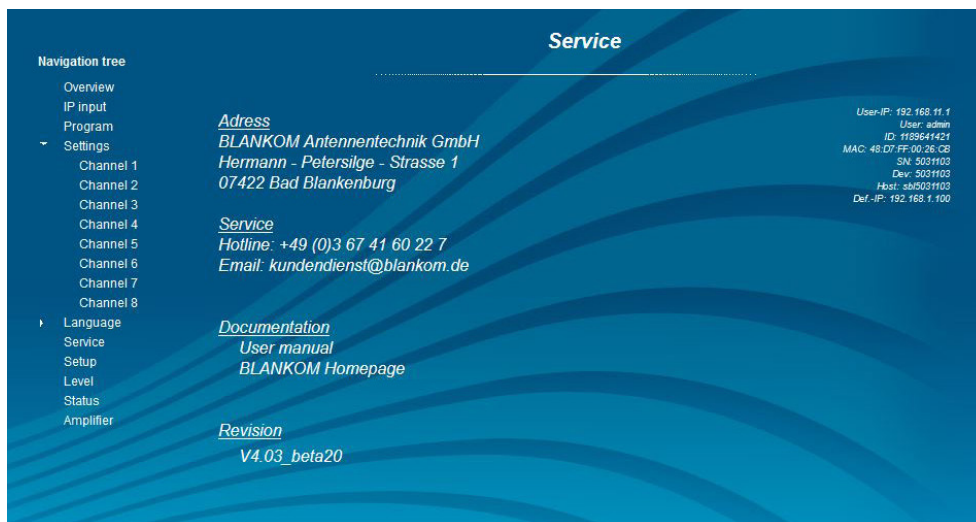 Service
Navigation tree
Overview
IP input
Program
Settings
Channel 1
Channel 2
Channel 3
Channel 4
Channel 5
Channel 6
Channel 7
Channel 8
Language
Service
Setup
Level
Status
Amplifier
Adress
BLANKOM Antennentechnik GmbH
Hermann - Petersilge - Strasse 1
07422 Bad Blankenburg
Service
Hotline: +49 (0)3 67 41 60 22 7
Email: kundendienst@blankom.de
Documentation
User manual
BLANKOM Homepage
Revision
V4.03_beta20
User-IP: 192.168.11.1
User: admin
ID: 1189641421
MAC: 48:D7:FF:00:26:CB
SN: 5031103
Dev: 5031103
Host: sbl5031103
Def.-IP: 192.168.1.100